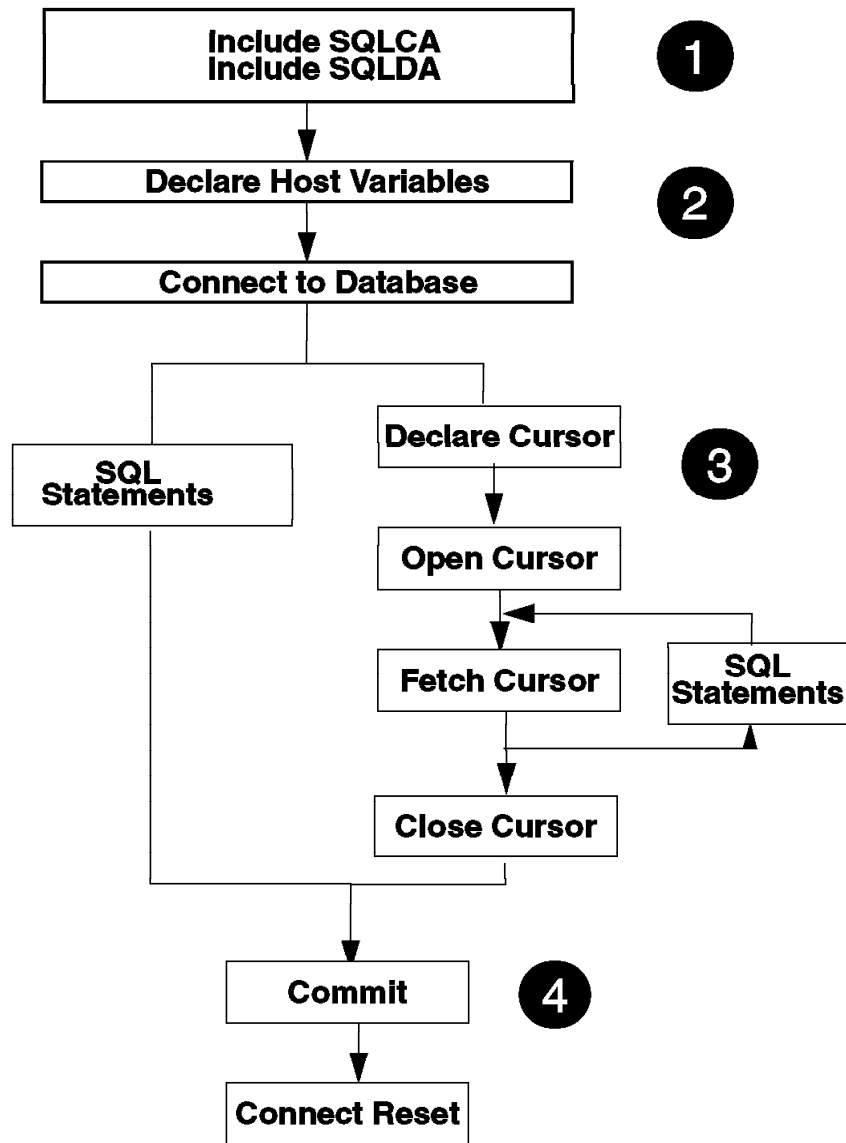 Include SQLCA
Include SQLDA
1
Declare Host Variables
2
Connect to Database
Declare Cursor
3
SQL
Statements
Open Cursor
Fetch Cursor
SQL
Statements
Close Cursor
Commit
4
Connect Reset